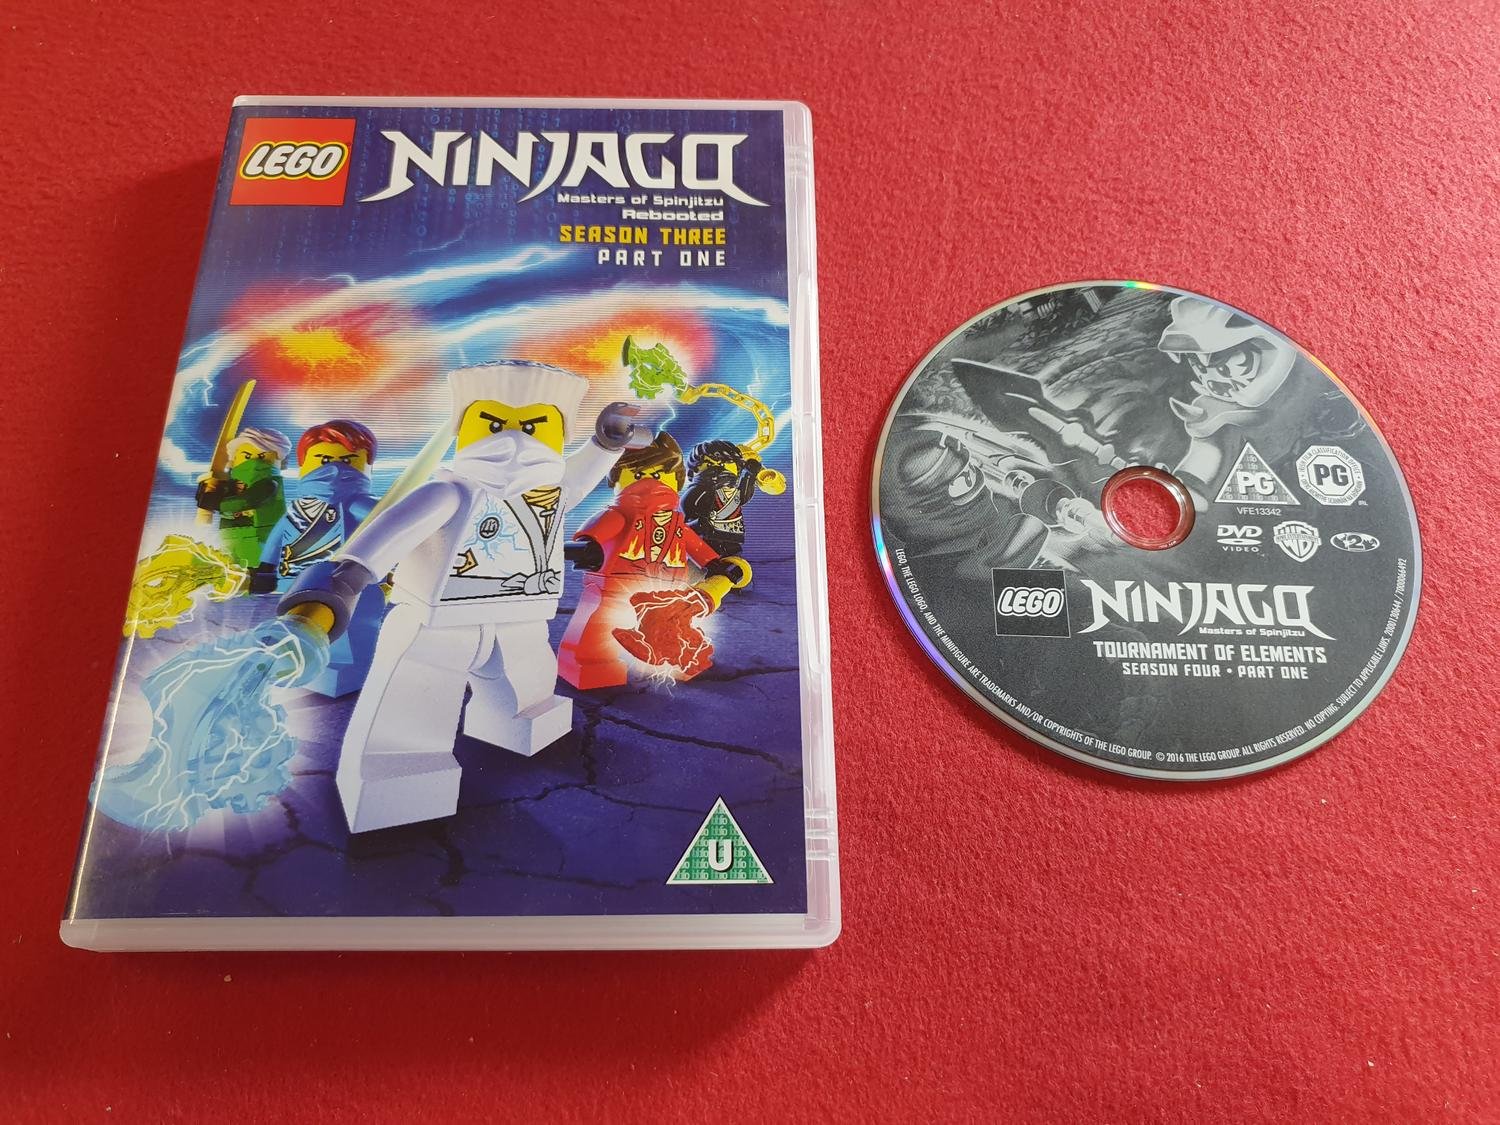 LEGO
NINJAGO
Masters of Spinjitzu
Rebooted
SEASON THREE
PART ONE
U
PG
PG
IRL
VFE13342
DVD
VIDEO
LEGO
NINJAGO
Masters of Spinjitzu
TOURNAMENT OF ELEMENTS
SEASON FOUR • PART ONE
LEGO, THE LEGO LOGO, AND THE MINIFIGURE ARE TRADEMARKS AND/OR COPYRIGHTS OF THE LEGO GROUP. © 2016 THE LEGO GROUP. ALL RIGHTS RESERVED. NO COPYING. SUBJECT TO APPLICABLE LAWS.